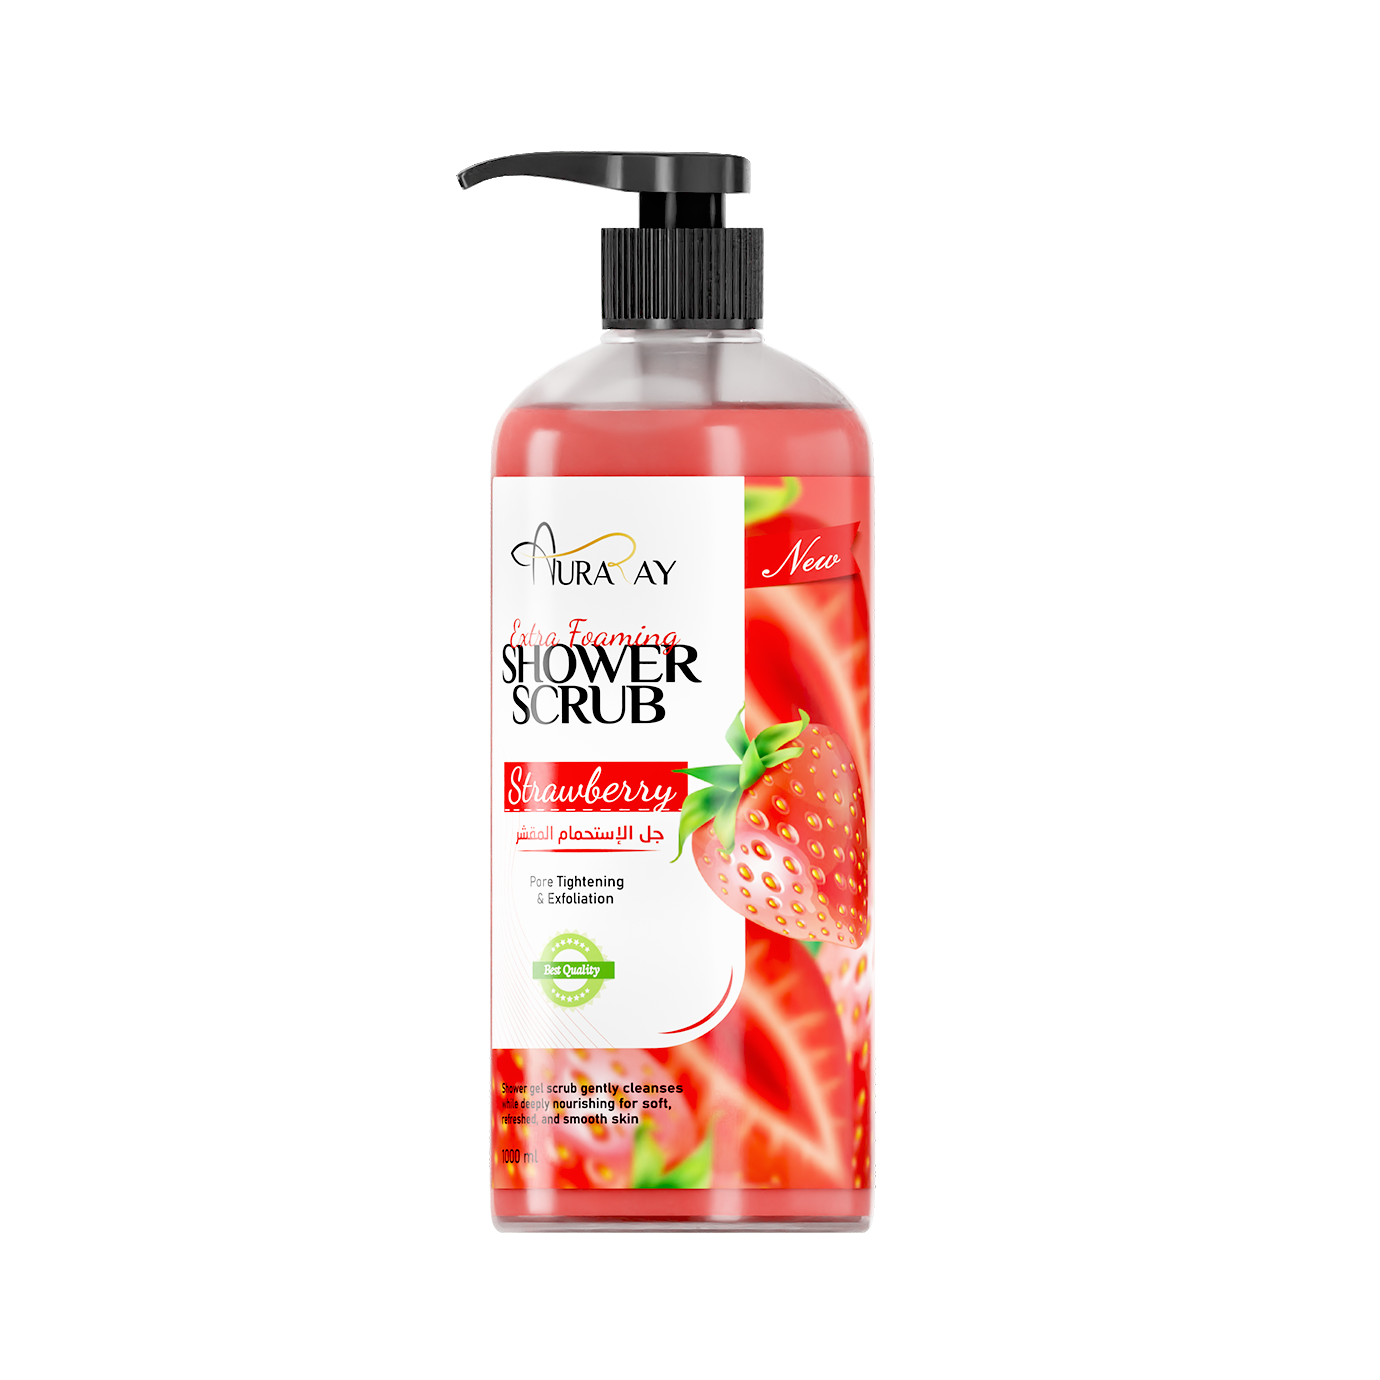 AURARAY
New
Extra Foaming
SHOWER
SCRUB
Strawberry
جل الإستحمام المقشر
Pore Tightening
& Exfoliation
Best Quality
Shower gel scrub gently cleanses
while deeply nourishing for soft,
refreshed, and smooth skin
1000 ml